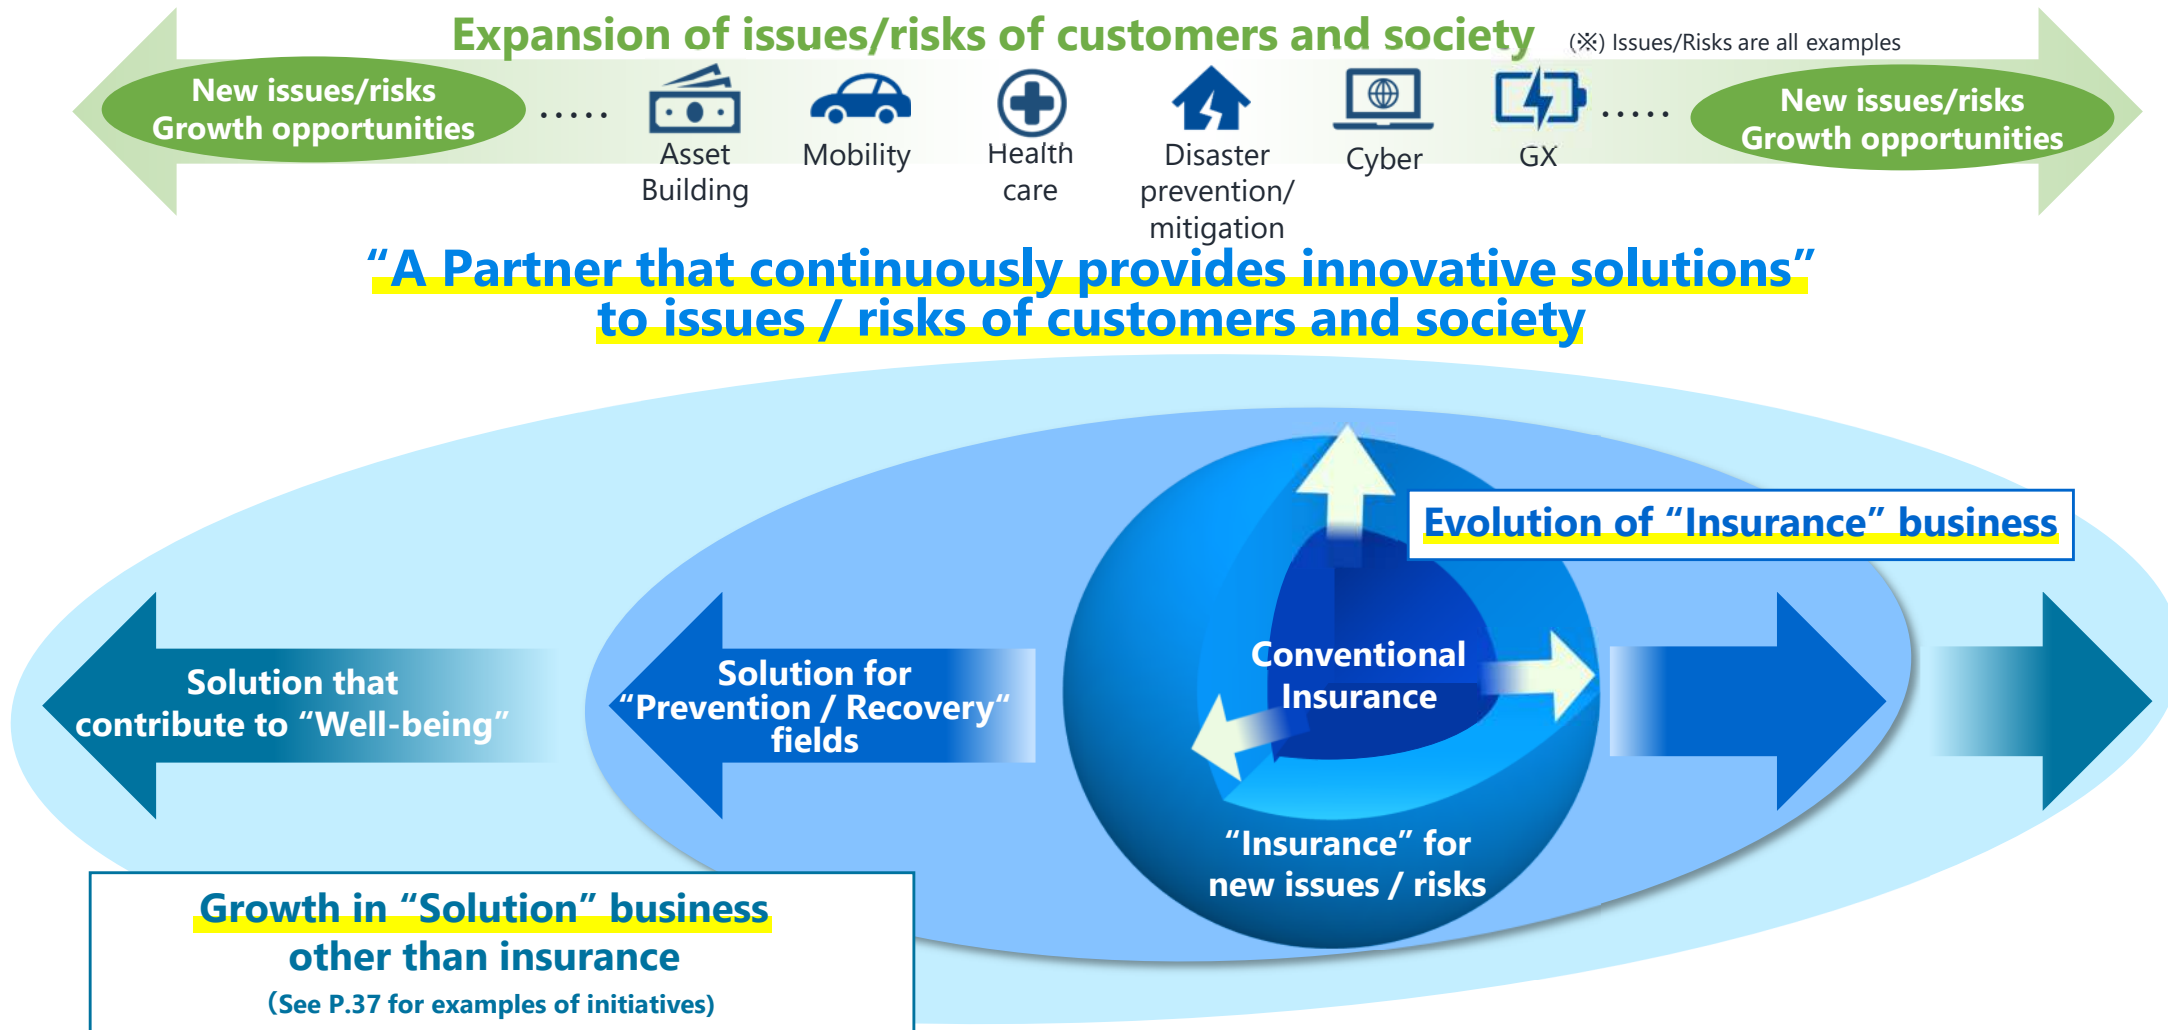 Expansion of issues/risks of customers and society
(※) Issues/Risks are all examples
New issues/risks
Growth opportunities
.....
Asset
Building
Mobility
Health
care
Disaster
prevention/
mitigation
Cyber
GX
.....
New issues/risks
Growth opportunities
“A Partner that continuously provides innovative solutions”
to issues / risks of customers and society
Evolution of “Insurance” business
Solution that
contribute to “Well-being”
Solution for
“Prevention / Recovery“
fields
Conventional
Insurance
“Insurance” for
new issues / risks
Growth in “Solution” business
other than insurance
(See P.37 for examples of initiatives)